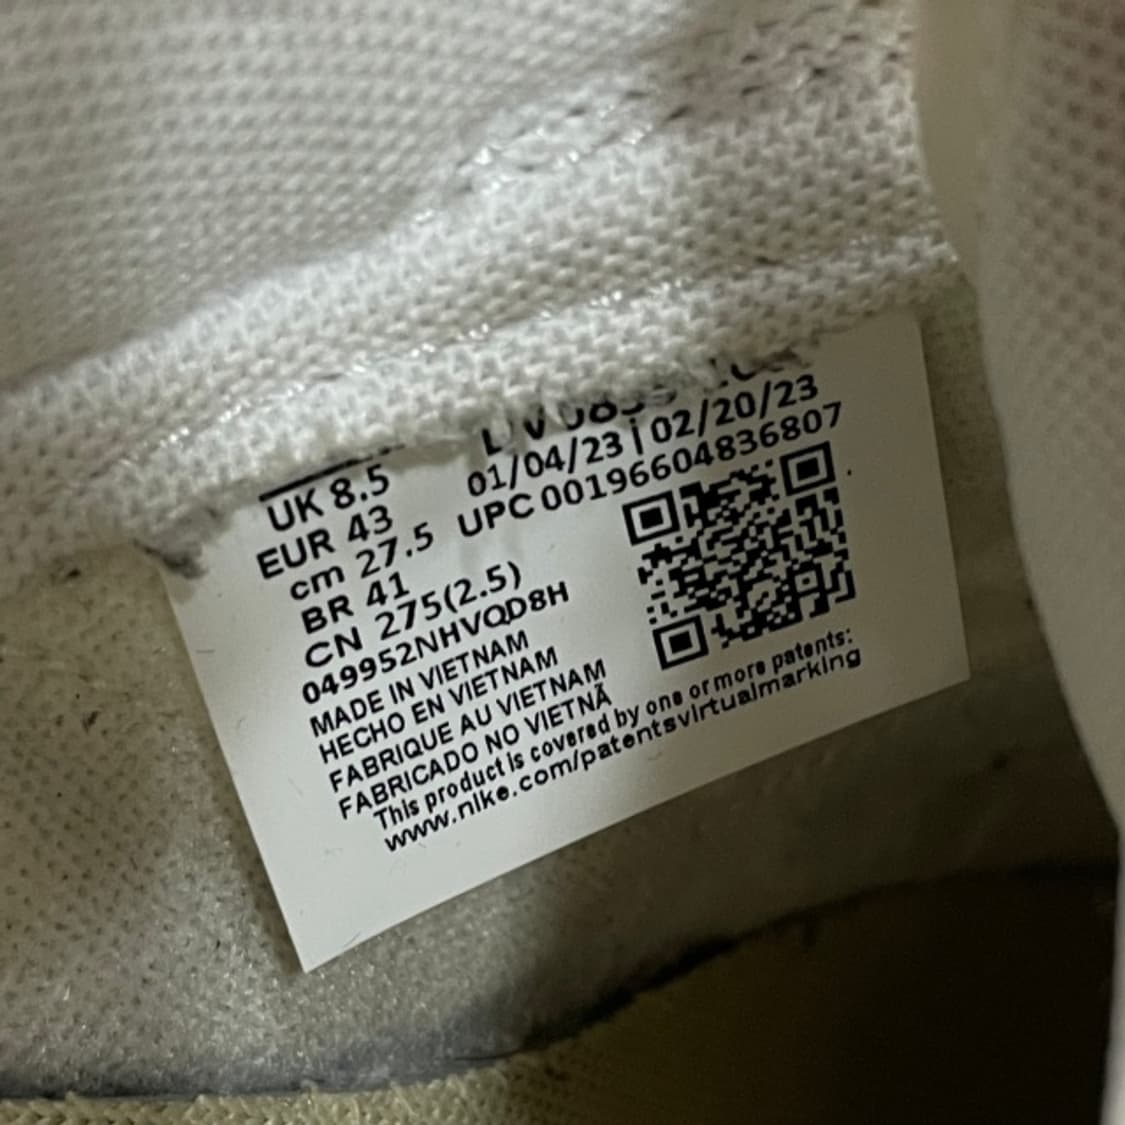 UK 8.5
EUR 43
cm 27.5
BR 41
CN 275(2.5)
01/04/23 | 02/20/23
UPC 00196604836807
049952NHVQD8H
MADE IN VIETNAM
HECHO EN VIETNAM
FABRIQUE AU VIETNAM
FABRICADO NO VIETNÃ
This product is covered by one or more patents:
www.nike.com/patentsvirtualmarking